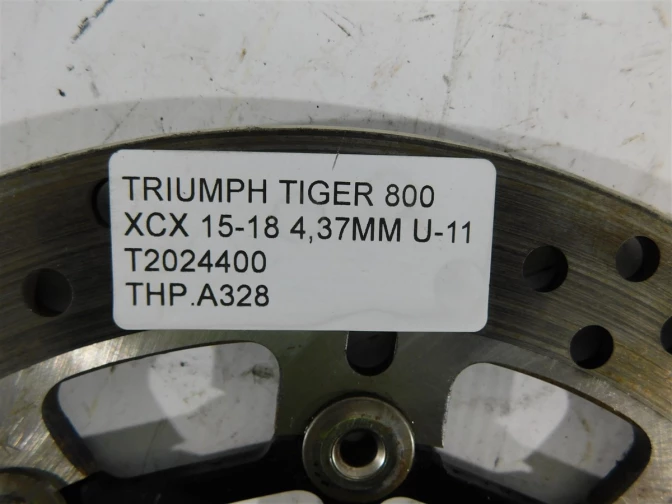 TRIUMPH TIGER 800
XCX 15-18 4,37MM U-11
T2024400
THP.A328